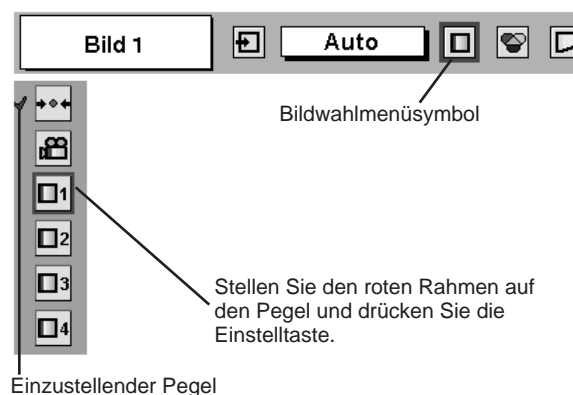 Bild 1
Auto
Bildwahlmenüsymbol
1
2
3
4
Stellen Sie den roten Rahmen auf
den Pegel und drücken Sie die
Einstelltaste.
Einzustellender Pegel